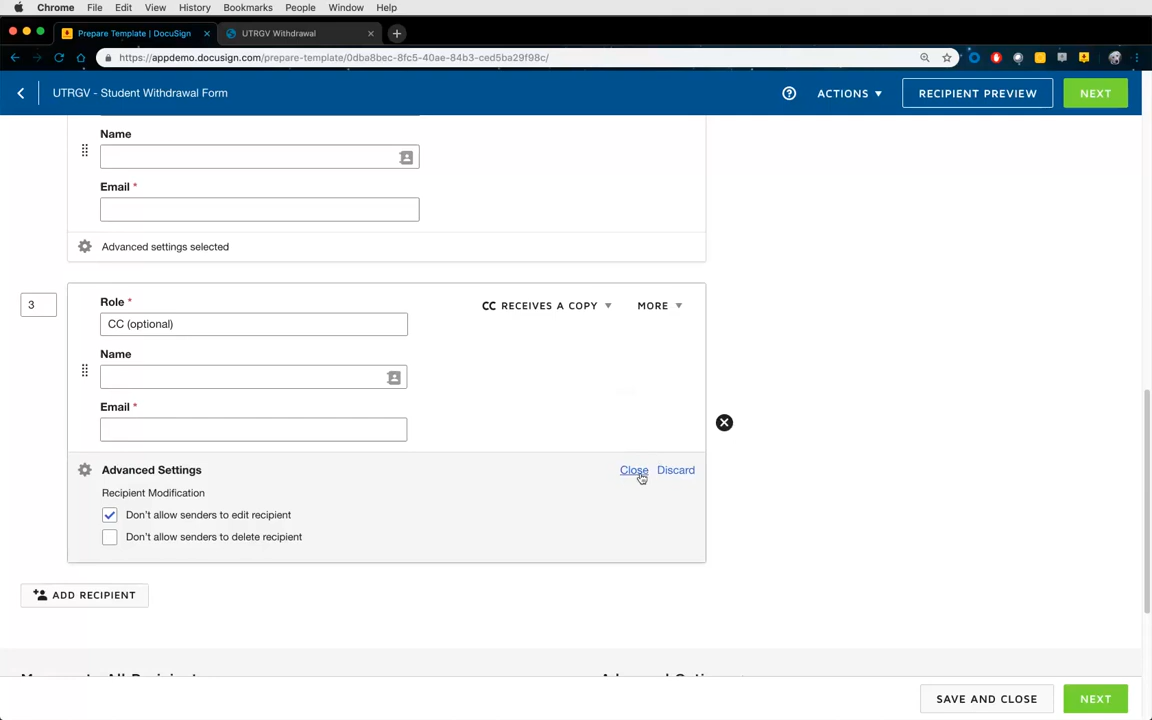 Chrome File Edit View History Bookmarks People Window Help
Prepare Template | DocuSign × UTRGV Withdrawal × +
https://appdemo.docusign.com/prepare-template/0dba8bec-8fc5-40ae-84b3-ced5ba29f98c/
UTRGV - Student Withdrawal Form ACTIONS RECIPIENT PREVIEW NEXT
Name
Email *
Advanced settings selected
3
Role *
CC RECEIVES A COPY MORE
CC (optional)
Name
Email *
Advanced Settings Close Discard
Recipient Modification
Don't allow senders to edit recipient
Don't allow senders to delete recipient
ADD RECIPIENT
SAVE AND CLOSE NEXT